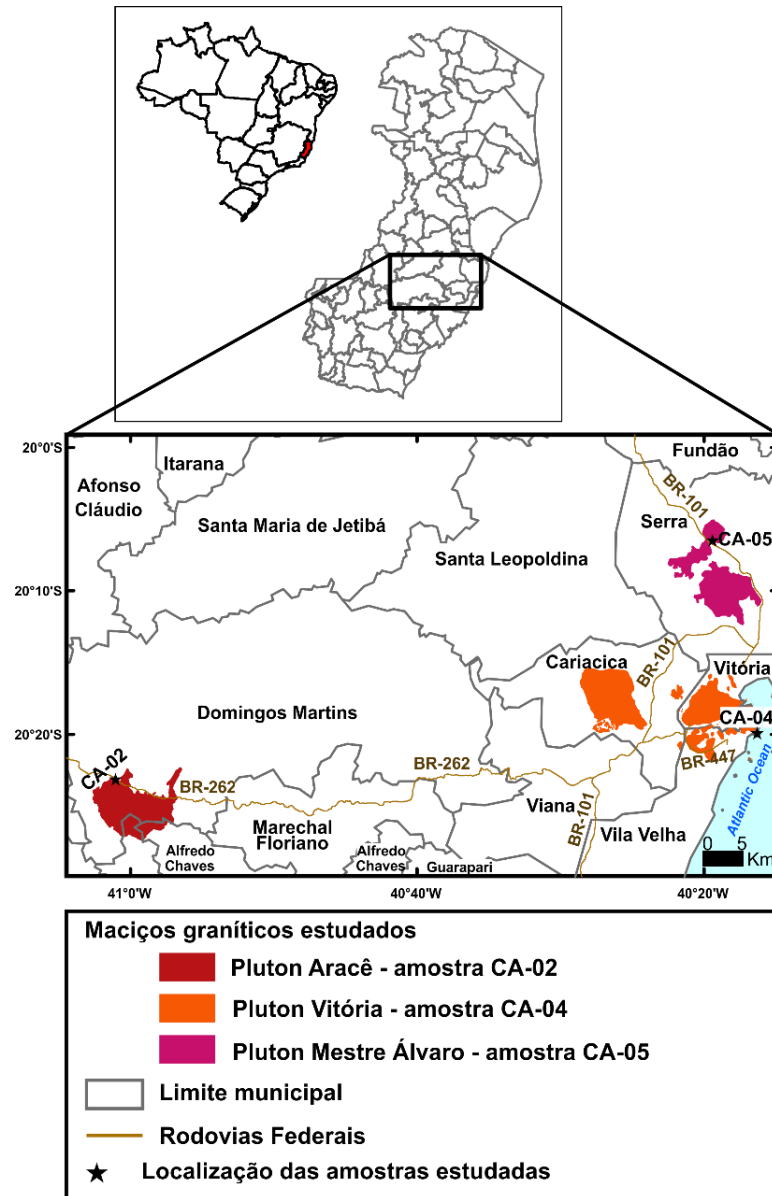 20°0'S
Fundão
Itarana
Afonso
Cláudio
BR-101
Serra
Santa Maria de Jetibá
CA-05
Santa Leopoldina
20°10'S
BR-101
Cariacica
Vitória
Domingos Martins
CA-04
20°20'S
CA-02
BR-447
BR-262
BR-262
Viana
Atlantic Ocean
Marechal
Floriano
BR-101
Vila Velha
Alfredo
Chaves
Alfredo
Chaves
Guarapari
0 5
Km
41°0'W
40°40'W
40°20'W
Maciços graníticos estudados
Pluton Aracê - amostra CA-02
Pluton Vitória - amostra CA-04
Pluton Mestre Álvaro - amostra CA-05
Limite municipal
Rodovias Federais
Localização das amostras estudadas